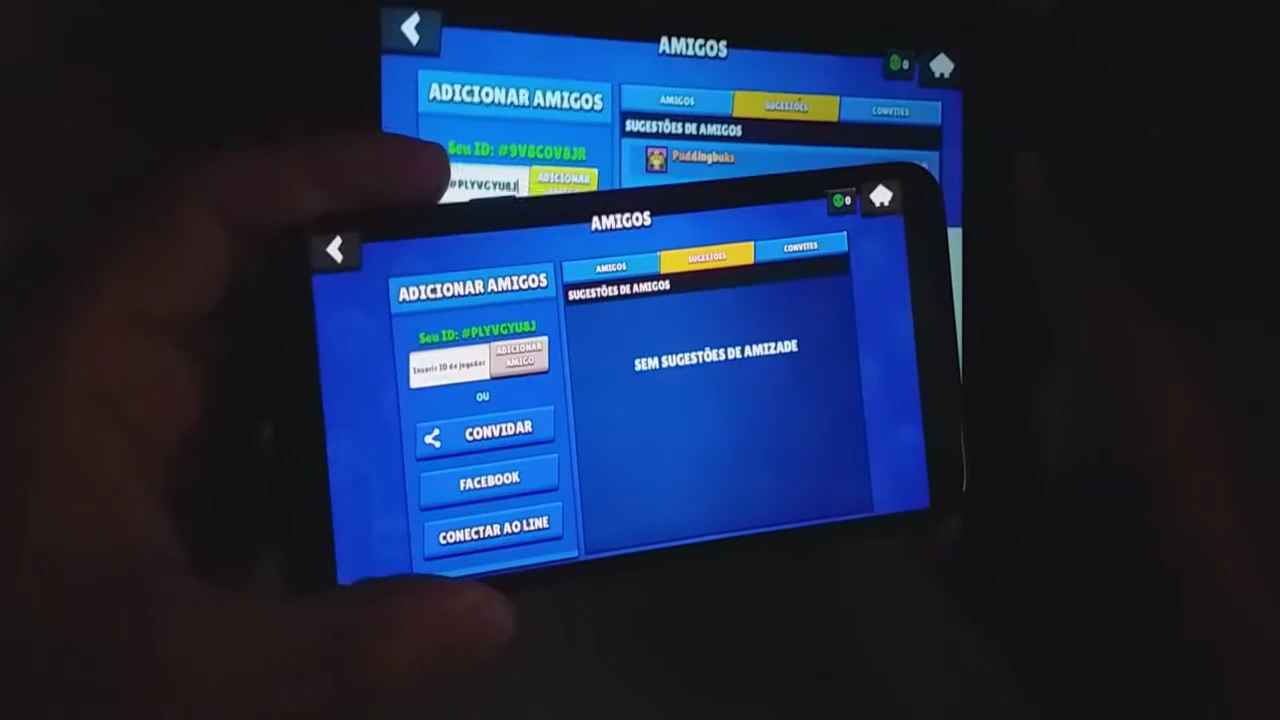 AMIGOS
0
ADICIONAR AMIGOS
AMIGOS
SUGESTÕES
CONVITES
SUGESTÕES DE AMIGOS
Seu ID: #9V8C0V8JR
Puddingbuks
#PLYVGYU8J
ADICIONAR
AMIGOS
0
ADICIONAR AMIGOS
AMIGOS
SUGESTÕES
CONVITES
SUGESTÕES DE AMIGOS
Seu ID: #PLYVGYU8J
Inserir ID de jogador
ADICIONAR
AMIGO
SEM SUGESTÕES DE AMIZADE
OU
CONVIDAR
FACEBOOK
CONECTAR AO LINE